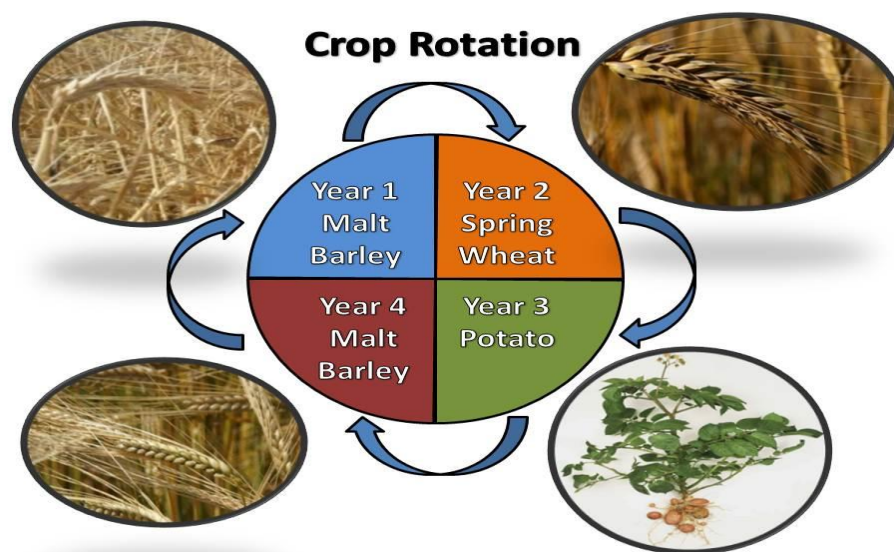 Crop Rotation
Year 1
Malt
Barley
Year 2
Spring
Wheat
Year 3
Potato
Year 4
Malt
Barley